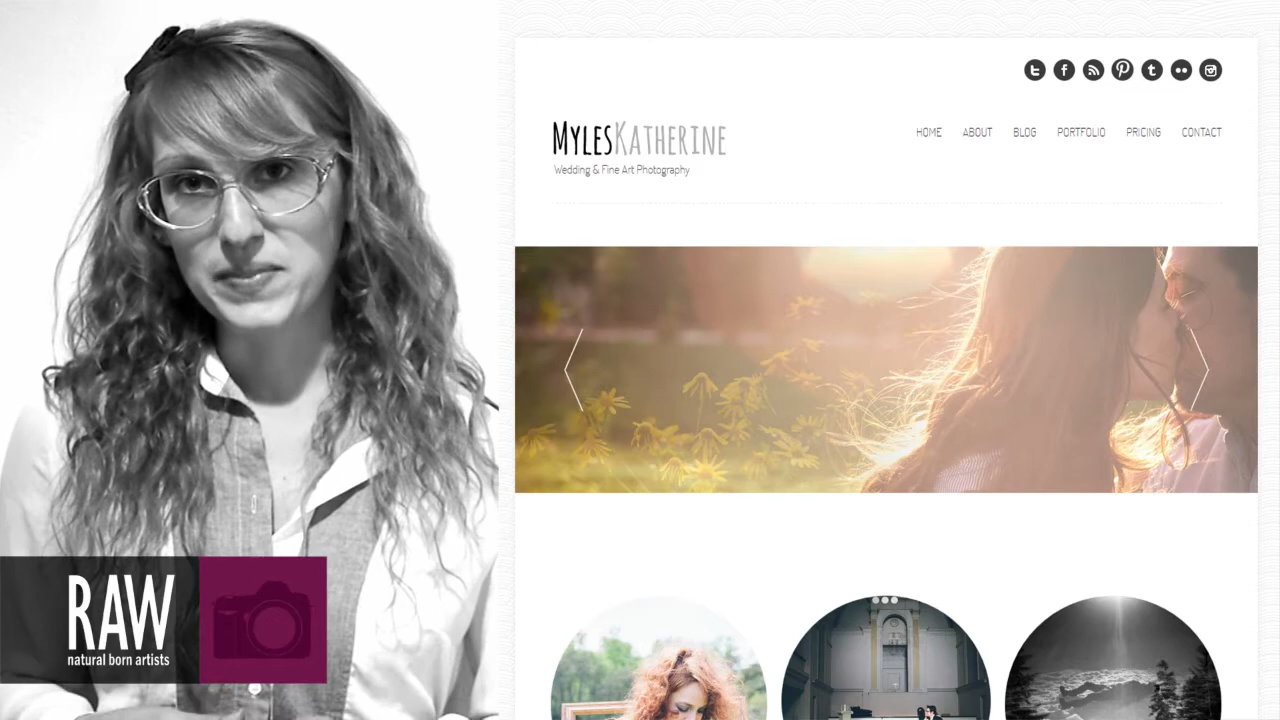 RAW
natural born artists
MYLESKATHERINE
Wedding & Fine Art Photography
HOME ABOUT BLOG PORTFOLIO PRICING CONTACT